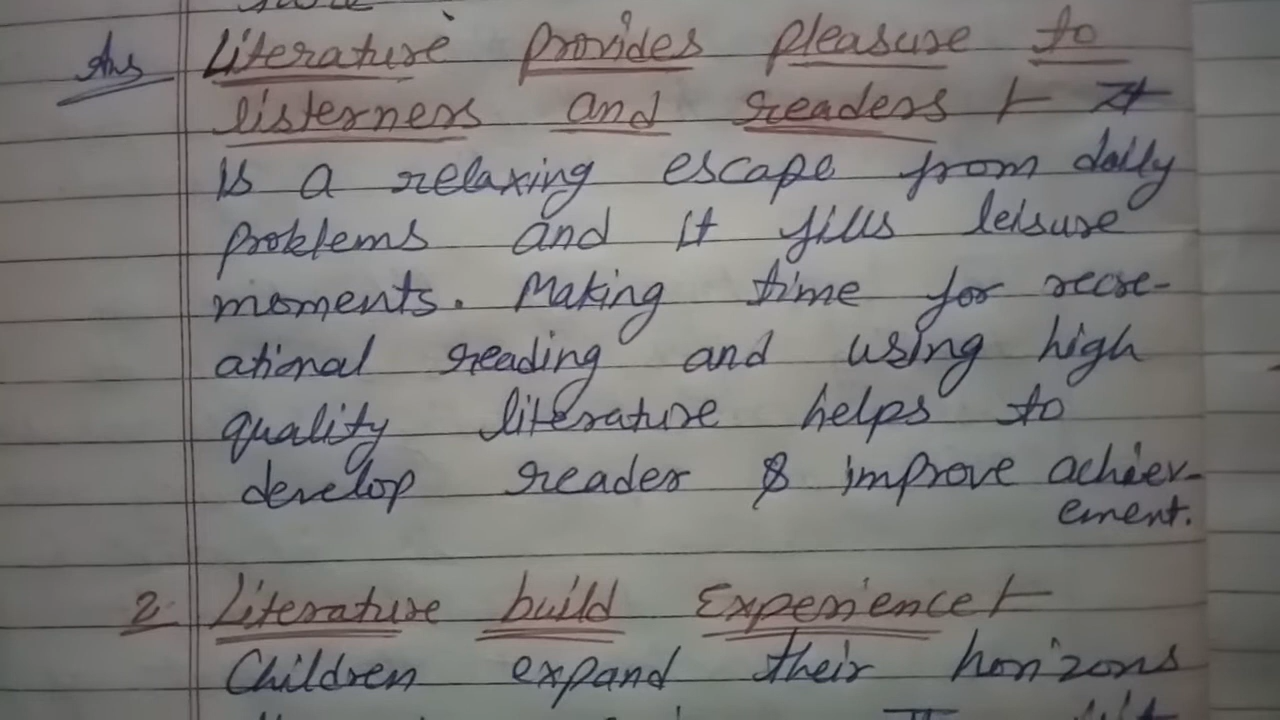 Ans Literature provides pleasure to
listerners and readers :- It
is a relaxing escape from daily
problems and it fills leisure
moments. Making time for recre-
ational reading and using high
quality literature helps to
develop reader & improve achiev-
ement.
2. Literature build Experience :-
Children expand their horizons